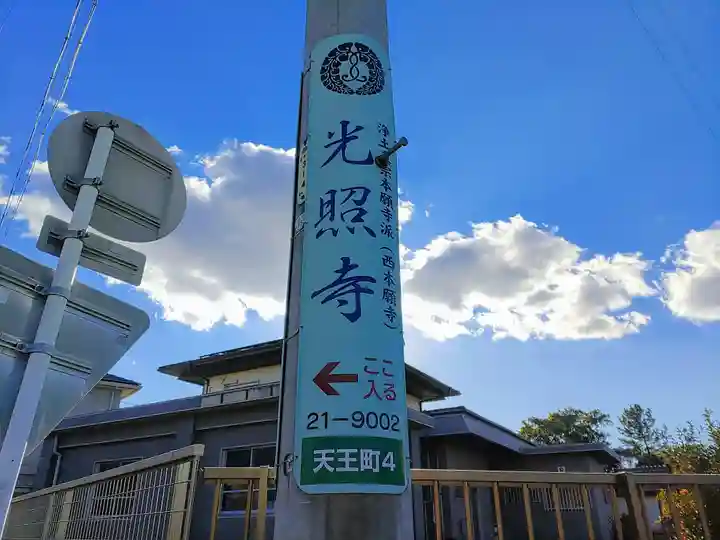 光照寺
浄土真宗本願寺派(西本願寺)
ここ
入る
21-9002
天王町4